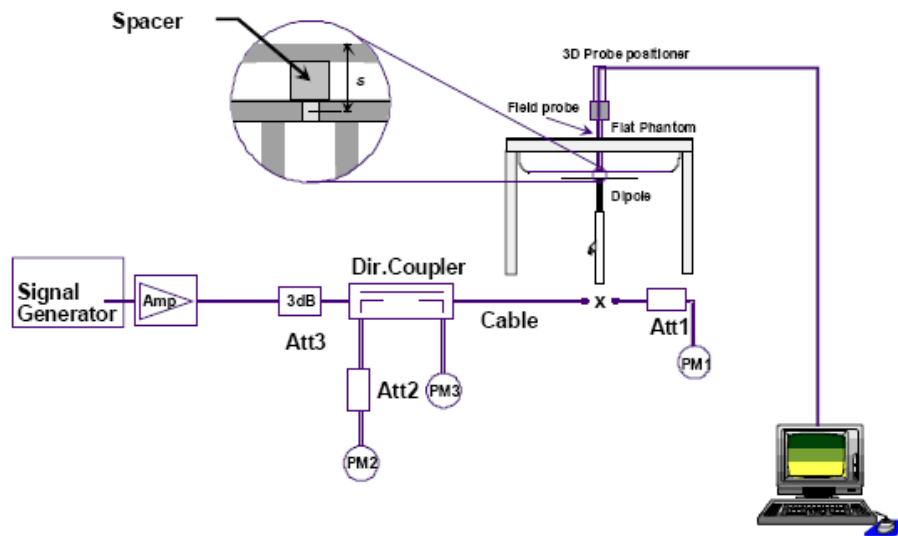 Spacer
s
3D Probe positioner
Field probe
Flat Phantom
Dipole
Signal
Generator
Amp
3dB
Att3
Dir.Coupler
Cable
X
Att1
PM1
Att2
PM3
PM2